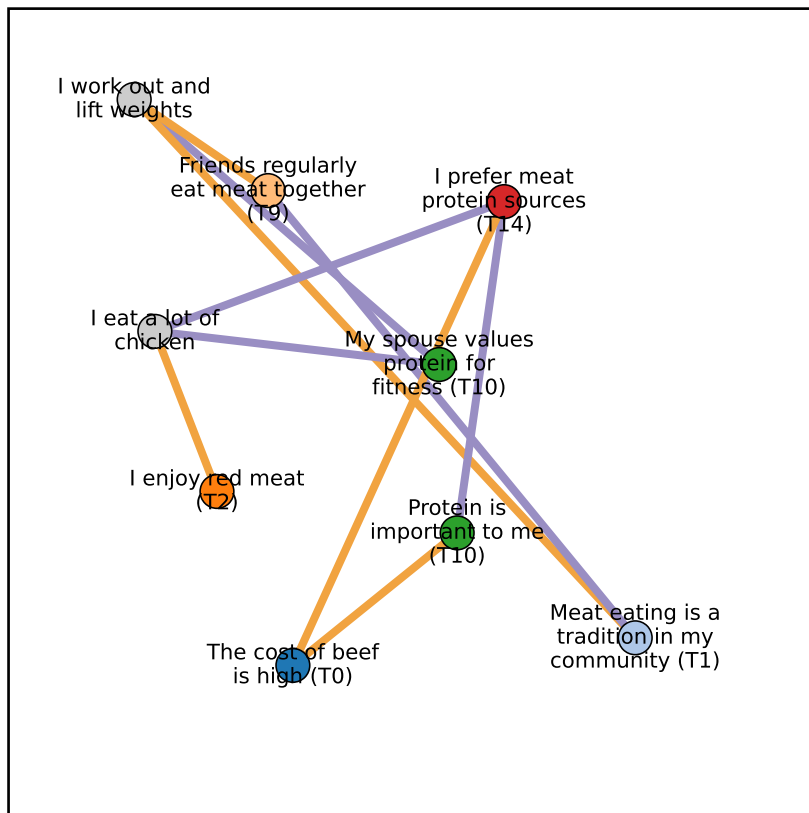 I work out and
lift weights
Friends regularly
eat meat together
(T9)
I prefer meat
protein sources
(T14)
I eat a lot of
chicken
My spouse values
protein for
fitness (T10)
I enjoy red meat
(T2)
Protein is
important to me
(T10)
Meat eating is a
tradition in my
community (T1)
The cost of beef
is high (T0)